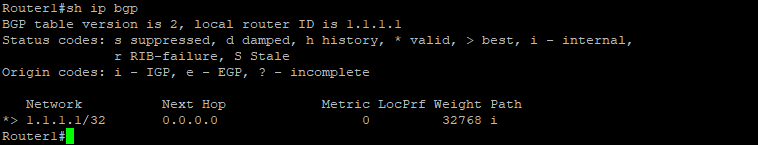 Router1#sh ip bgp
BGP table version is 2, local router ID is 1.1.1.1
Status codes: s suppressed, d damped, h history, * valid, > best, i - internal,
              r RIB-failure, S Stale
Origin codes: i - IGP, e - EGP, ? - incomplete

   Network          Next Hop            Metric LocPrf Weight Path
*> 1.1.1.1/32       0.0.0.0                  0         32768 i
Router1#